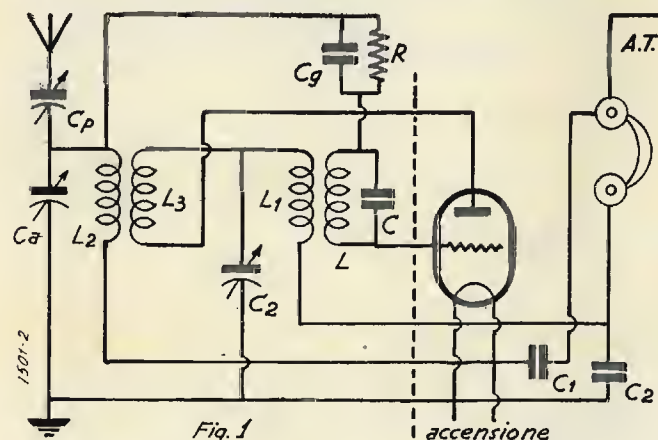 A.T.
Cg
R
Cp
Ca
L2
L3
L1
L
C
C2
C1
C2
1501-2
Fig. 1
accensione